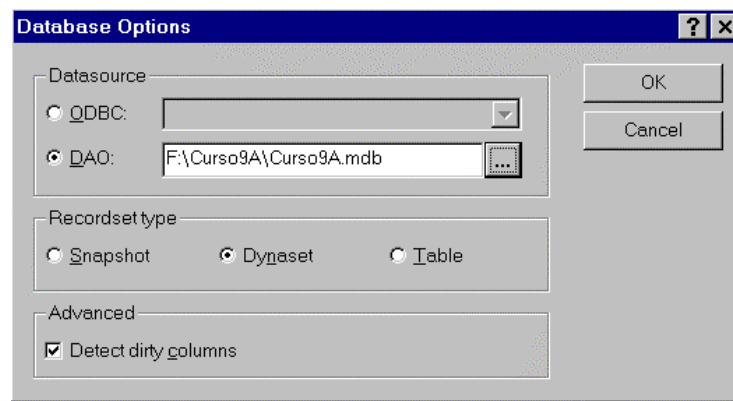 Database Options
Datasource
ODBC:
DAO: F:\Curso9A\Curso9A.mdb ...
OK
Cancel
Recordset type
Snapshot Dynaset Table
Advanced
Detect dirty columns